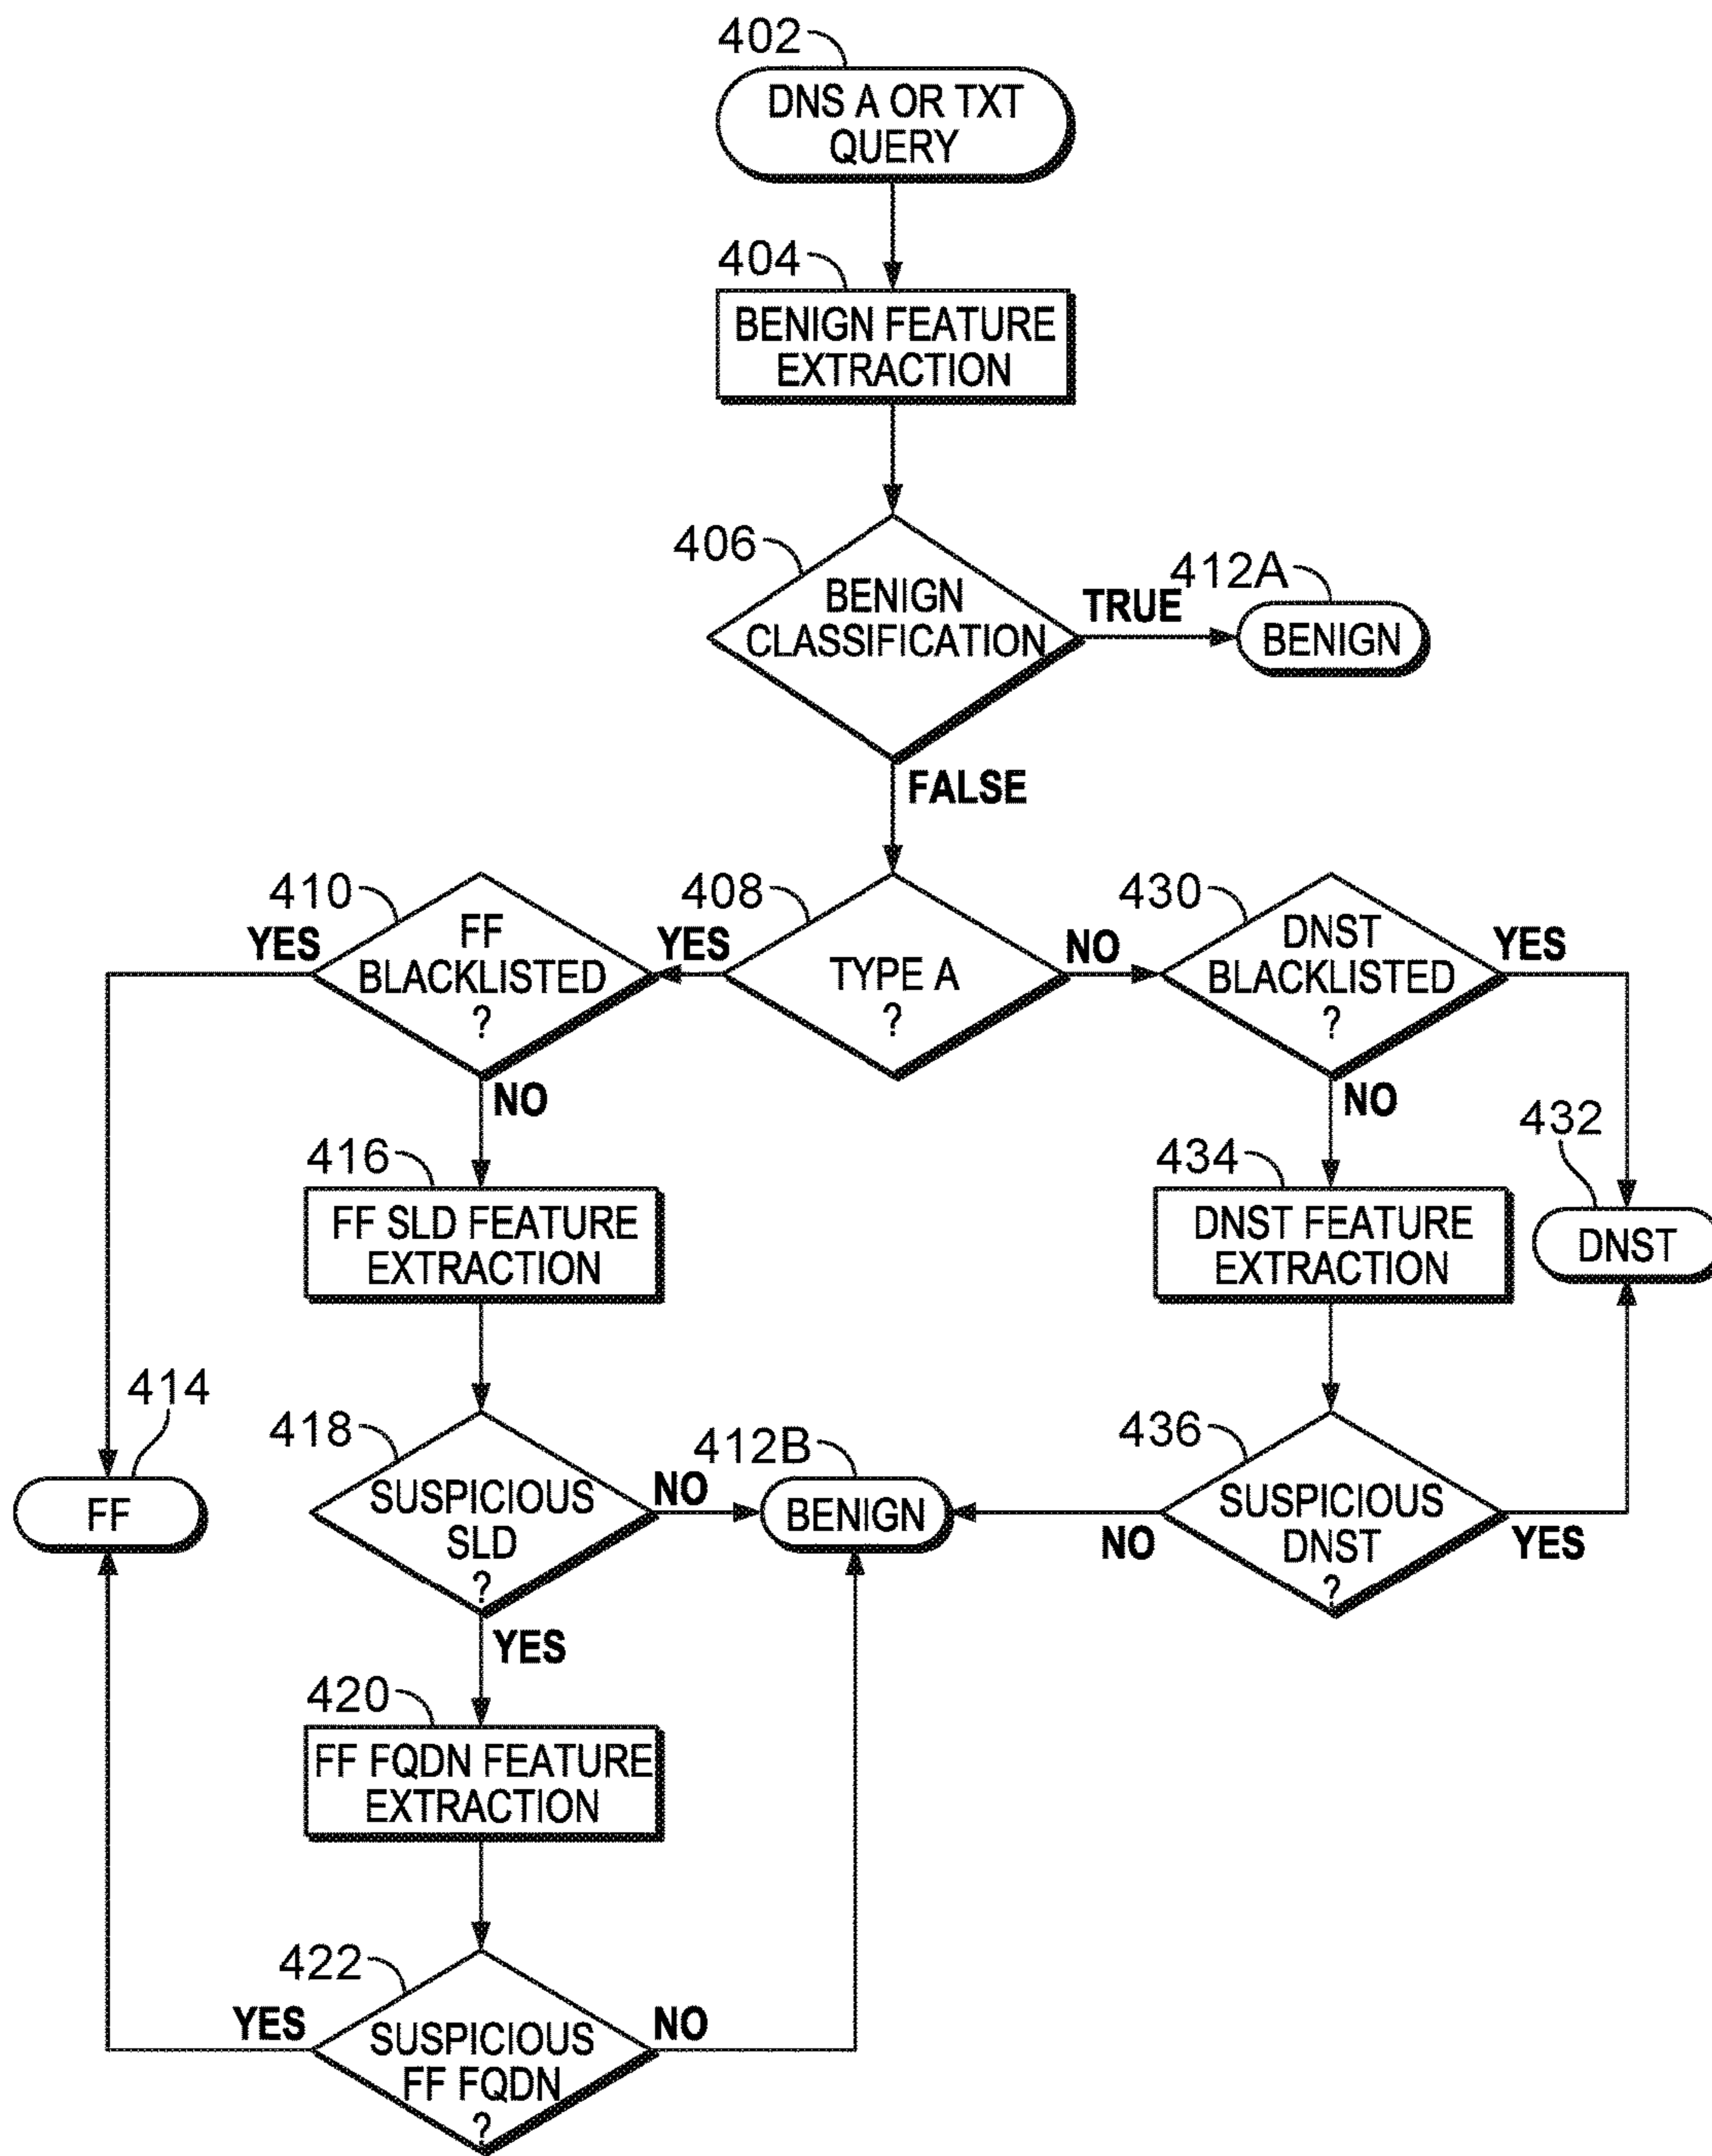 402
DNS A OR TXT
QUERY
404
BENIGN FEATURE
EXTRACTION
406
BENIGN
CLASSIFICATION
TRUE
412A
BENIGN
FALSE
410
FF
BLACKLISTED
?
YES
408
TYPE A
?
YES
NO
430
DNST
BLACKLISTED
?
YES
NO
416
FF SLD FEATURE
EXTRACTION
NO
434
DNST FEATURE
EXTRACTION
432
DNST
414
FF
418
SUSPICIOUS
SLD
?
NO
412B
BENIGN
436
SUSPICIOUS
DNST
?
NO
YES
YES
420
FF FQDN FEATURE
EXTRACTION
422
SUSPICIOUS
FF FQDN
?
YES
NO